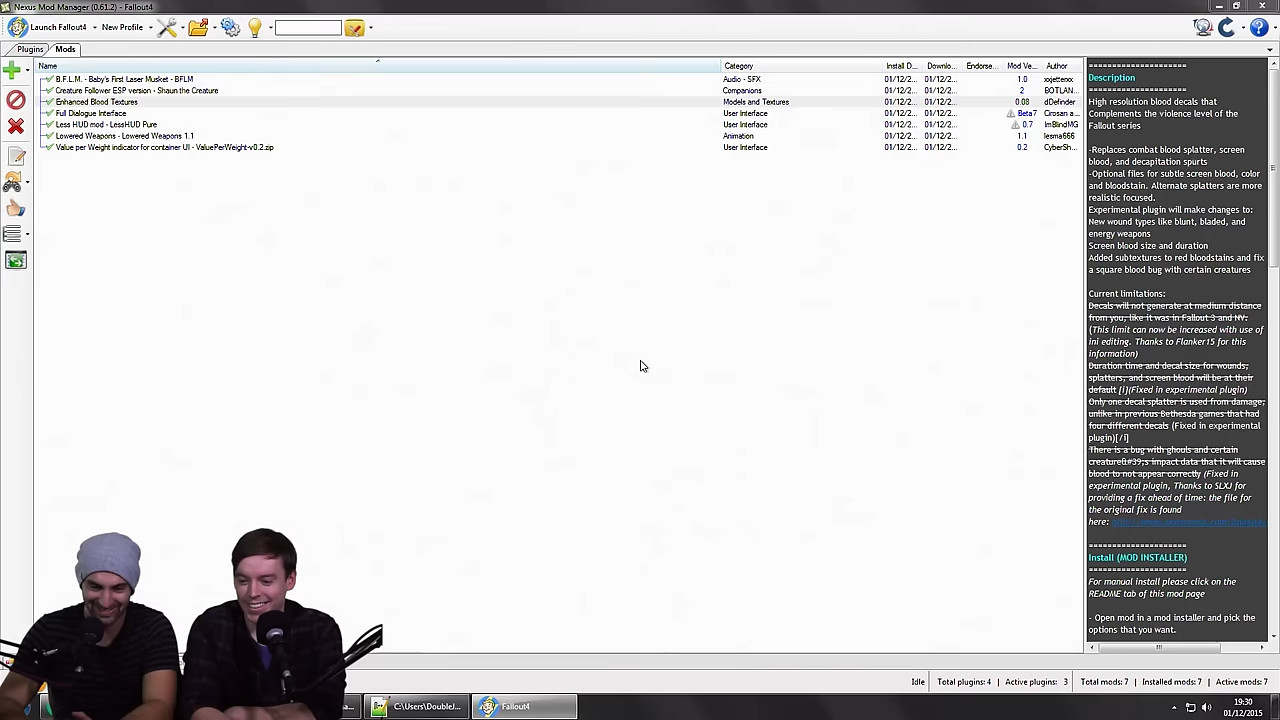 Nexus Mod Manager (0.61.2) - Fallout4
Launch Fallout4
New Profile
Plugins Mods
Name Category Install D... Downlo... Endorse... Mod Ve... Author
B.F.L.M. - Baby's First Laser Musket - BFLM Audio - SFX 01/12/2... 01/12/2... 1.0 xxjetterxx
Creature Follower ESP version - Shaun the Creature Companions 01/12/2... 01/12/2... 2 BOTLAN...
Enhanced Blood Textures Models and Textures 01/12/2... 01/12/2... 0.08 dDefinder
Full Dialogue Interface User Interface 01/12/2... 01/12/2... Beta7 Cirosan a...
Less HUD mod - LessHUD Pure User Interface 01/12/2... 01/12/2... 0.7 ImBlindMG
Lowered Weapons - Lowered Weapons 1.1 Animation 01/12/2... 01/12/2... 1.1 lesma666
Value per Weight indicator for container UI - ValuePerWeight-v0.2.zip User Interface 01/12/2... 01/12/2... 0.2 CyberSh...
====================
Description
====================
High resolution blood decals that
Complements the violence level of the
Fallout series
-Replaces combat blood splatter, screen
blood, and decapitation spurts
-Optional files for subtle screen blood, color
and bloodstain. Alternate splatters are more
realistic focused.
Experimental plugin will make changes to:
New wound types like blunt, bladed, and
energy weapons
Screen blood size and duration
Added subtextures to red bloodstains and fix
a square blood bug with certain creatures
Current limitations:
Decals will not generate at medium distance
from you, like it was in Fallout 3 and NV.
(This limit can now be increased with use of
ini editing. Thanks to Flanker15 for this
information)
Duration time and decal size for wounds,
splatters, and screen blood will be at their
default [i](Fixed in experimental plugin)
Only one decal splatter is used from damage,
unlike in previous Bethesda games that had
four different decals (Fixed in experimental
plugin)[/i]
There is a bug with ghouls and certain
creature&#39;s impact data that it will cause
blood to not appear correctly (Fixed in
experimental plugin, Thanks to SLXJ for
providing a fix ahead of time: the file for
the original fix is found
here:
====================
Install (MOD INSTALLER)
====================
For manual install please click on the
README tab of this mod page
- Open mod in a mod installer and pick the
options that you want.
Idle Total plugins: 4 Active plugins: 3 Total mods: 7 Installed mods: 7 Active mods: 7
C:\Users\DoubleJ... Fallout4
19:30
01/12/2015